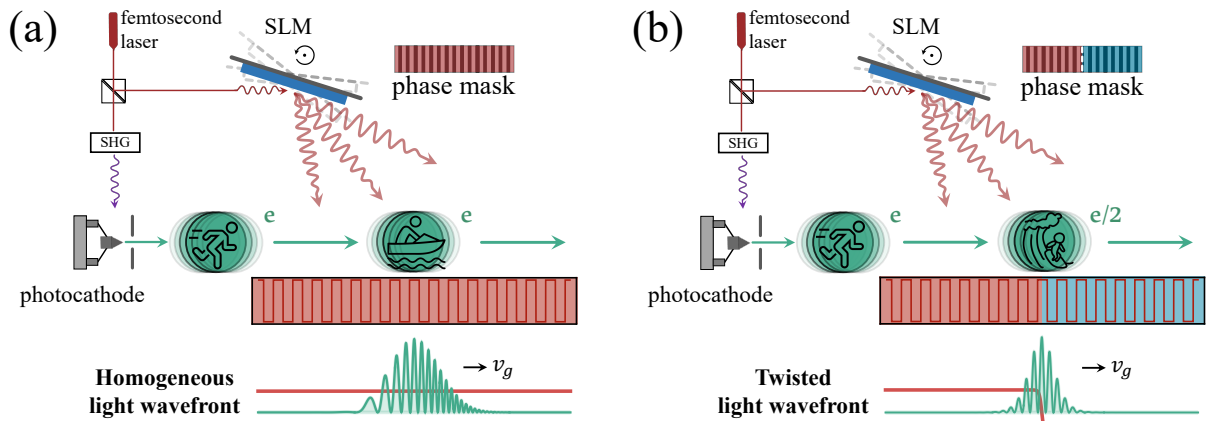 (a)
femtosecond
laser
SLM
phase mask
SHG
e
e
photocathode
Homogeneous
light wavefront
→ v_g
(b)
femtosecond
laser
SLM
phase mask
SHG
e
e/2
photocathode
Twisted
light wavefront
→ v_g